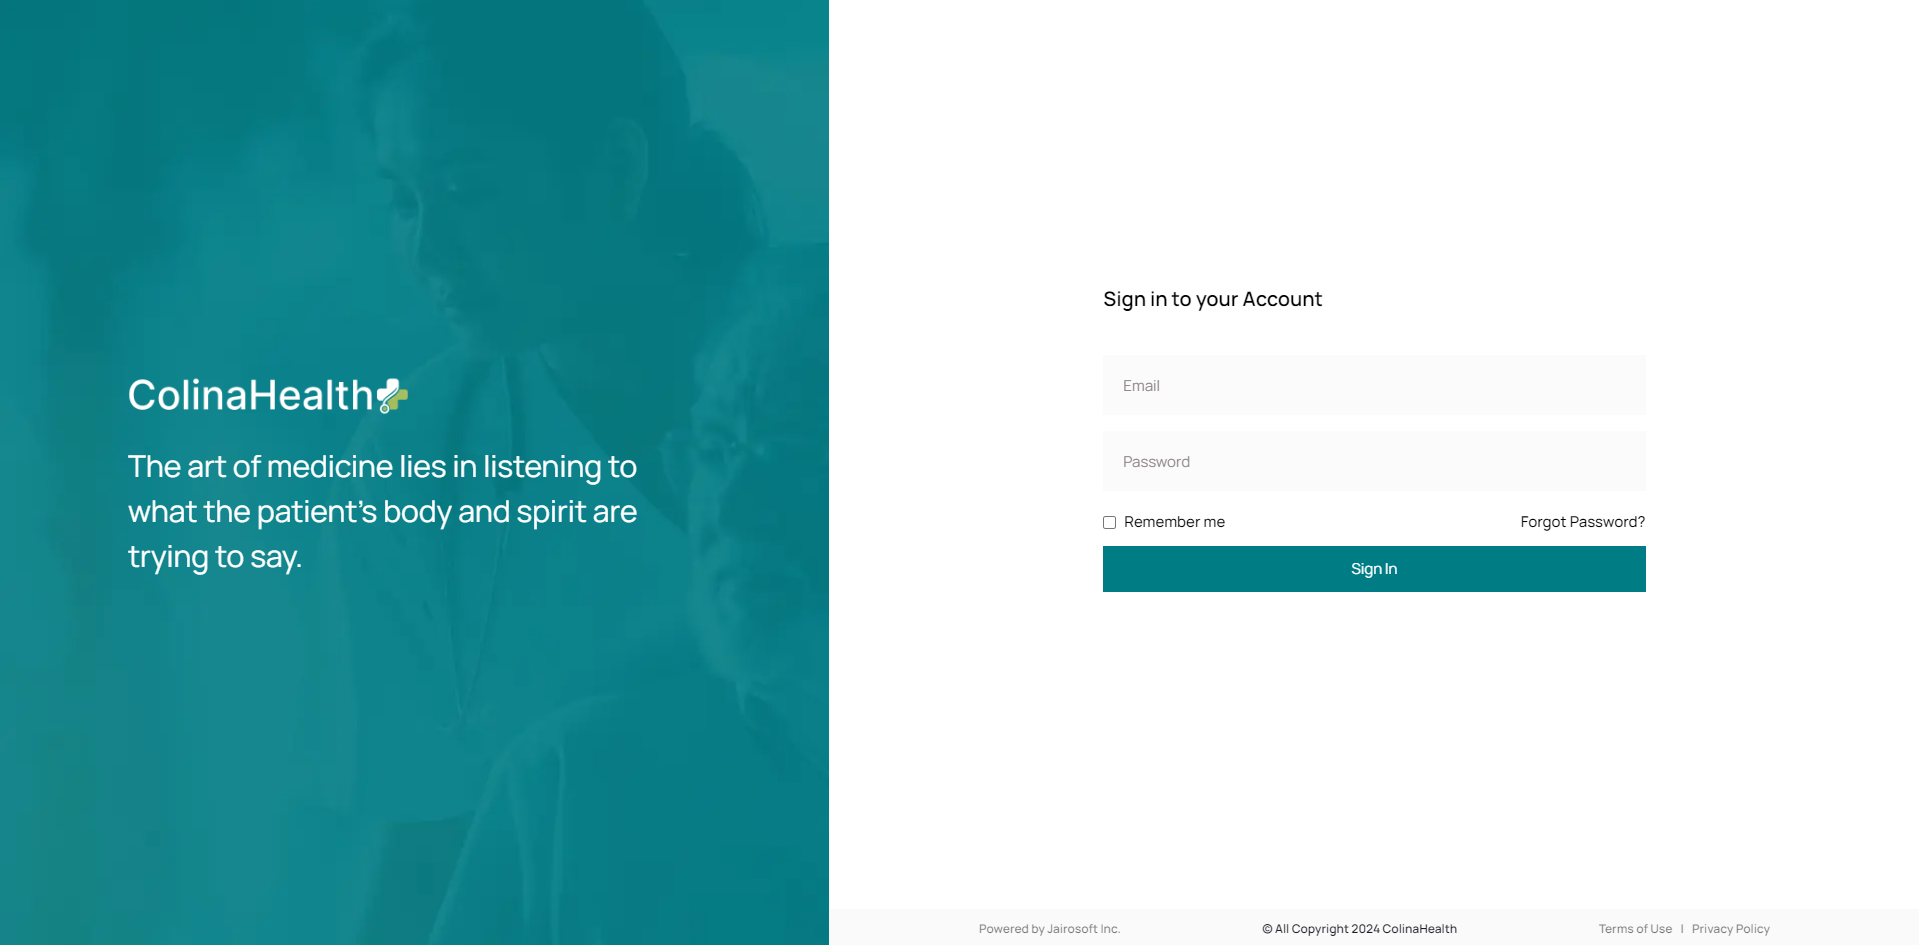 ColinaHealth
The art of medicine lies in listening to
what the patient's body and spirit are
trying to say.
Sign in to your Account
Email
Password
Remember me
Forgot Password?
Sign In
Powered by Jairosoft Inc.
© All Copyright 2024 ColinaHealth
Terms of Use | Privacy Policy